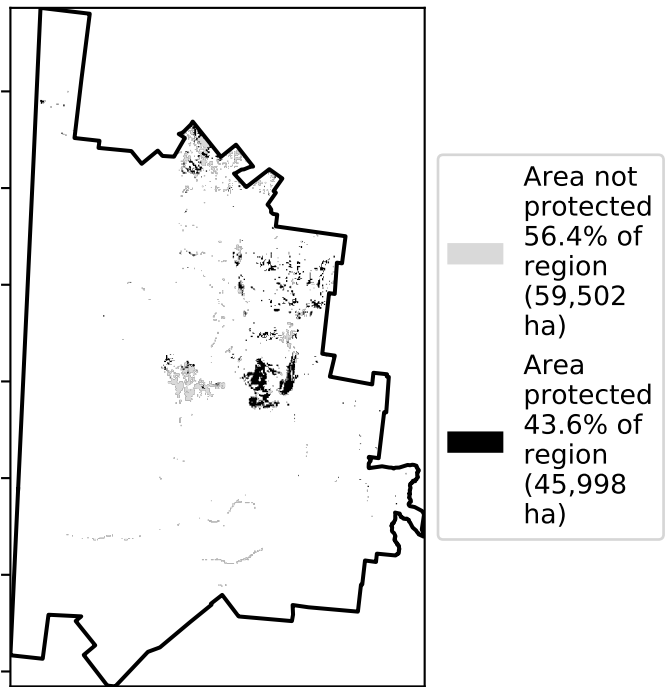 Area not
protected
56.4% of
region
(59,502
ha)
Area
protected
43.6% of
region
(45,998
ha)